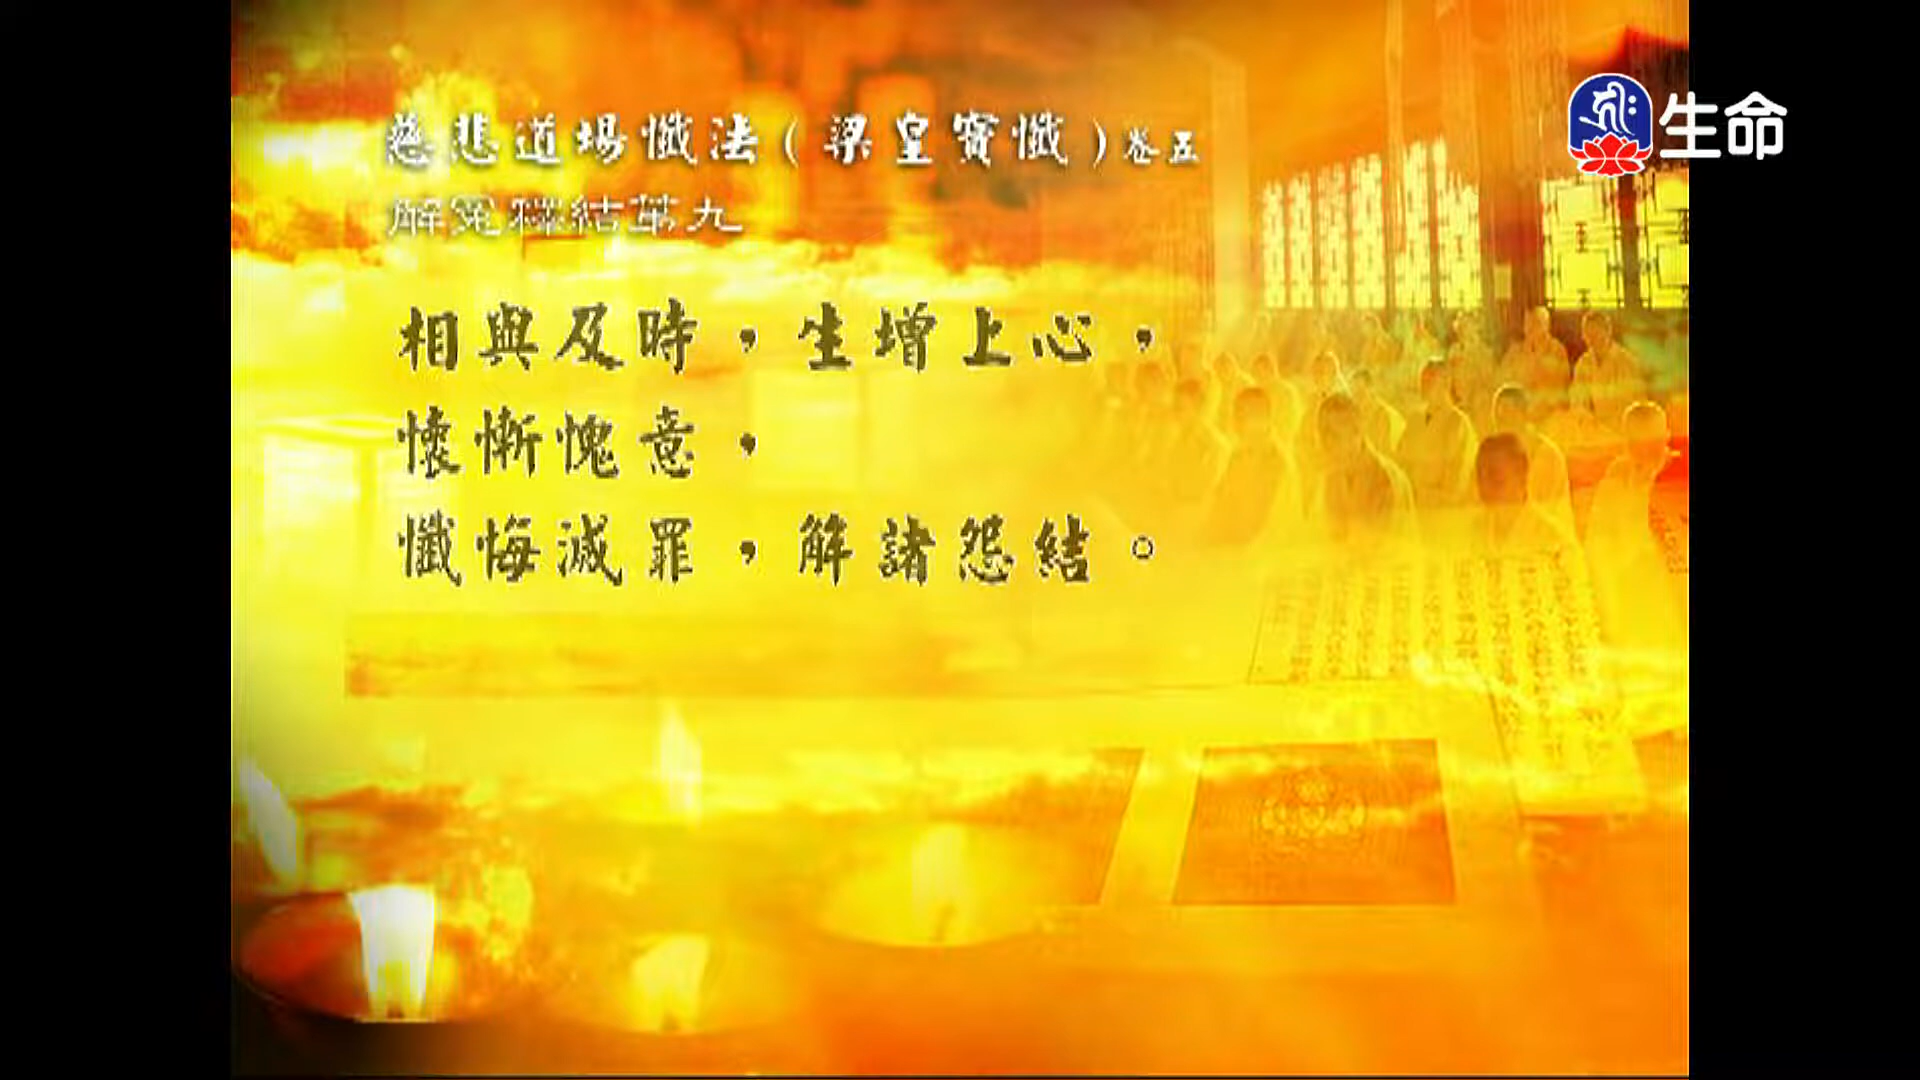 慈悲道場懺法(梁皇寶懺)卷五
解冤釋結第九
生命
相與及時，生增上心，
懷慚愧意，
懺悔滅罪，解諸怨結。